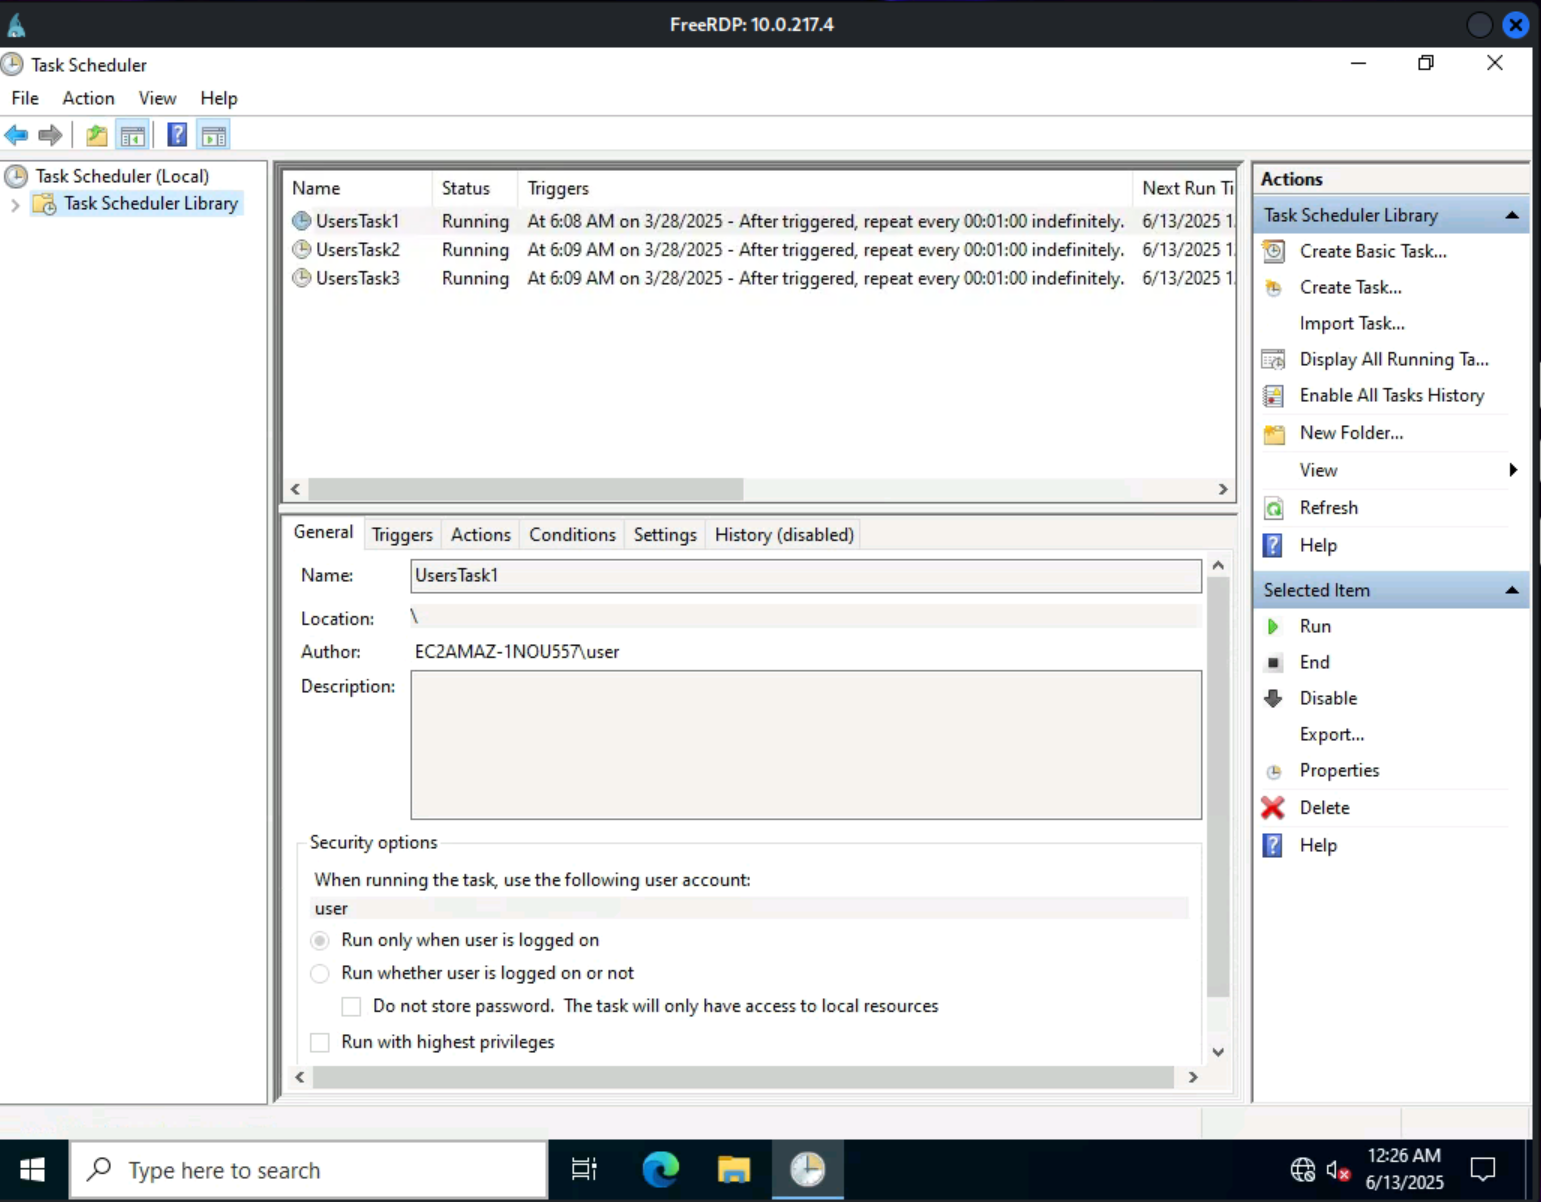 FreeRDP: 10.0.217.4
Task Scheduler
File Action View Help
Task Scheduler (Local)
Task Scheduler Library
Name Status Triggers Next Run Ti
UsersTask1 Running At 6:08 AM on 3/28/2025 - After triggered, repeat every 00:01:00 indefinitely. 6/13/2025 1
UsersTask2 Running At 6:09 AM on 3/28/2025 - After triggered, repeat every 00:01:00 indefinitely. 6/13/2025 1
UsersTask3 Running At 6:09 AM on 3/28/2025 - After triggered, repeat every 00:01:00 indefinitely. 6/13/2025 1
General Triggers Actions Conditions Settings History (disabled)
Name: UsersTask1
Location: \
Author: EC2AMAZ-1NOU557\user
Description:
Security options
When running the task, use the following user account:
user
Run only when user is logged on
Run whether user is logged on or not
Do not store password. The task will only have access to local resources
Run with highest privileges
Actions
Task Scheduler Library
Create Basic Task...
Create Task...
Import Task...
Display All Running Ta...
Enable All Tasks History
New Folder...
View
Refresh
Help
Selected Item
Run
End
Disable
Export...
Properties
Delete
Help
Type here to search
12:26 AM
6/13/2025